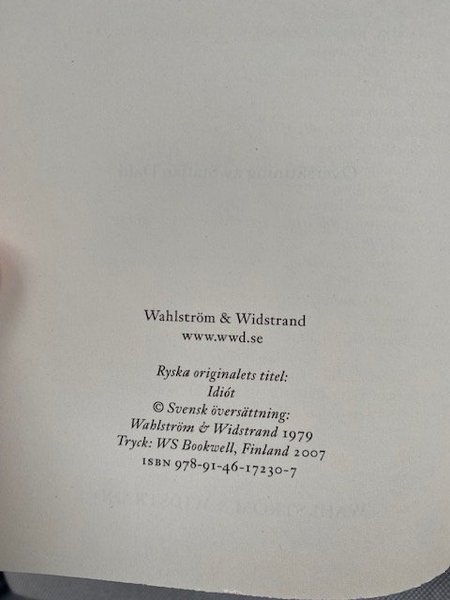 Wahlström & Widstrand
www.wwd.se
Ryska originalets titel:
Idiót
© Svensk översättning:
Wahlström & Widstrand 1979
Tryck: WS Bookwell, Finland 2007
ISBN 978-91-46-17230-7